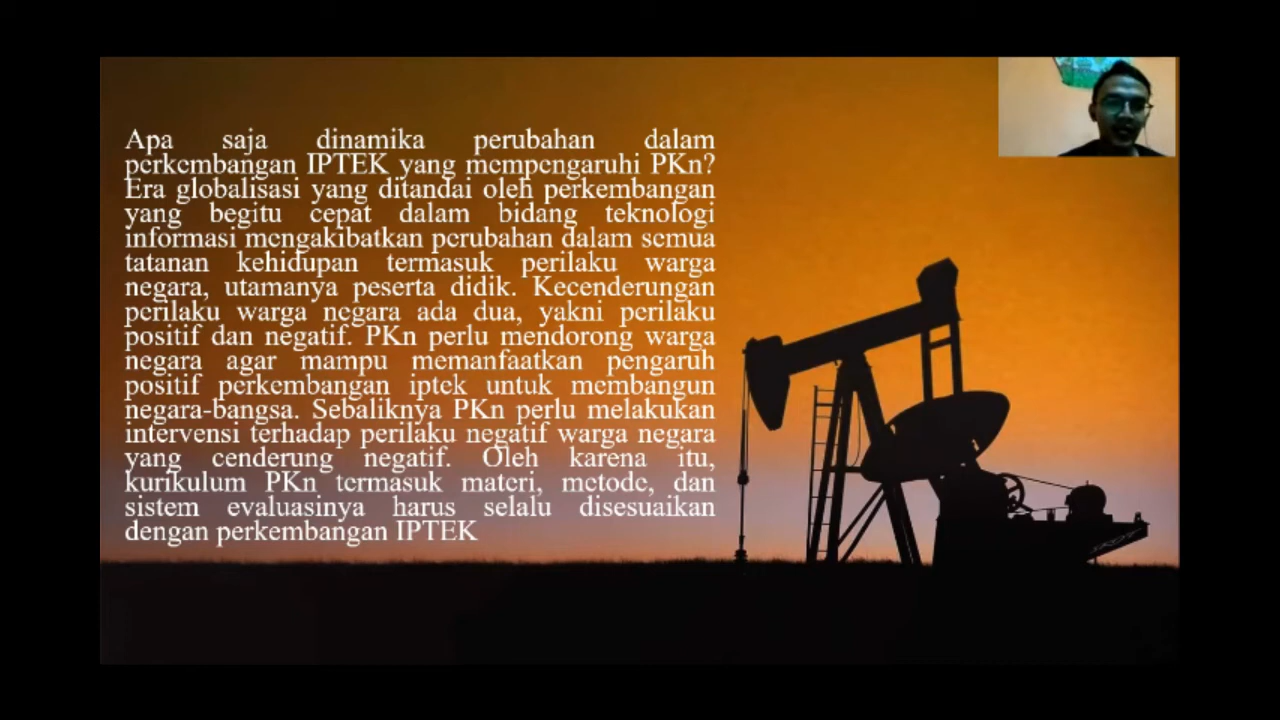 Apa saja dinamika perubahan dalam
perkembangan IPTEK yang mempengaruhi PKn?
Era globalisasi yang ditandai oleh perkembangan
yang begitu cepat dalam bidang teknologi
informasi mengakibatkan perubahan dalam semua
tatanan kehidupan termasuk perilaku warga
negara, utamanya peserta didik. Kecenderungan
perilaku warga negara ada dua, yakni perilaku
positif dan negatif. PKn perlu mendorong warga
negara agar mampu memanfaatkan pengaruh
positif perkembangan iptek untuk membangun
negara-bangsa. Sebaliknya PKn perlu melakukan
intervensi terhadap perilaku negatif warga negara
yang cenderung negatif. Oleh karena itu,
kurikulum PKn termasuk materi, metode, dan
sistem evaluasinya harus selalu disesuaikan
dengan perkembangan IPTEK